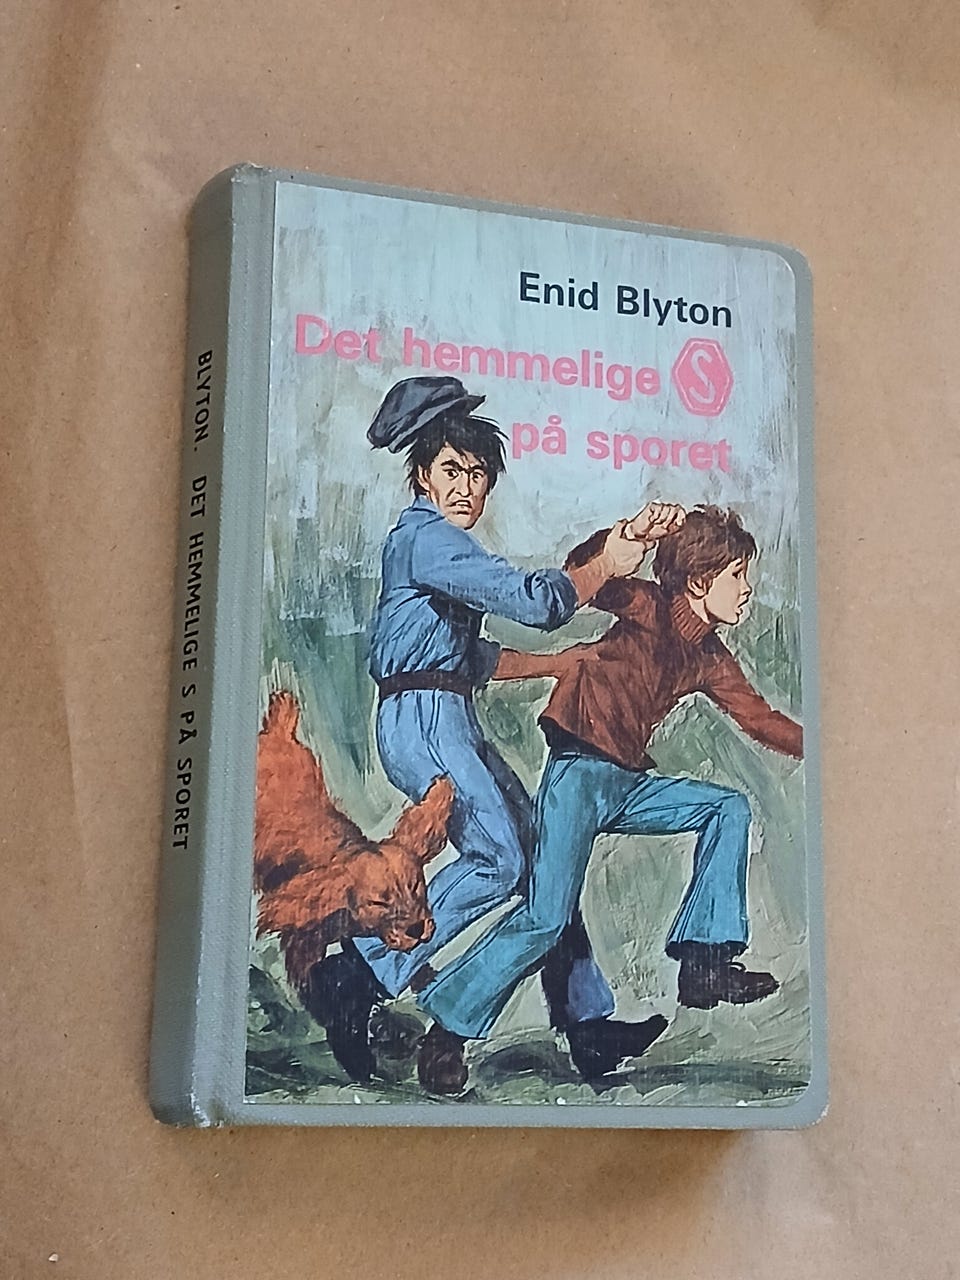 Enid Blyton
Det hemmelige S
på sporet
BLYTON. DET HEMMELIGE S PÅ SPORET